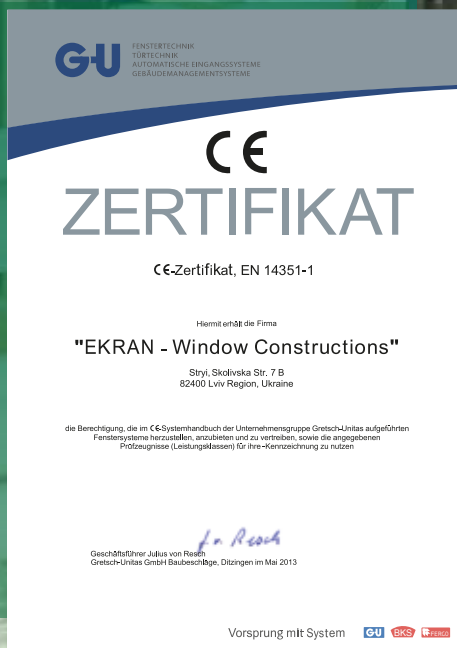 G-U
FENSTERTECHNIK
TÜRTECHNIK
AUTOMATISCHE EINGANGSSYSTEME
GEBÄUDEMANAGEMENTSYSTEME
CE
ZERTIFIKAT
CE-Zertifikat, EN 14351-1
Hiermit erhält die Firma
"EKRAN - Window Constructions"
Stryi, Skolivska Str. 7 B
82400 Lviv Region, Ukraine
die Berechtigung, die im CE-Systemhandbuch der Unternehmensgruppe Gretsch-Unitas aufgeführten
Fenstersysteme herzustellen, anzubieten und zu vertreiben, sowie die angegebenen
Prüfzeugnisse (Leistungsklassen) für ihre-Kennzeichnung zu nutzen
J. v. Resch
Geschäftsführer Julius von Resch
Gretsch-Unitas GmbH Baubeschläge, Ditzingen im Mai 2013
Vorsprung mit System
G-U BKS FERCO